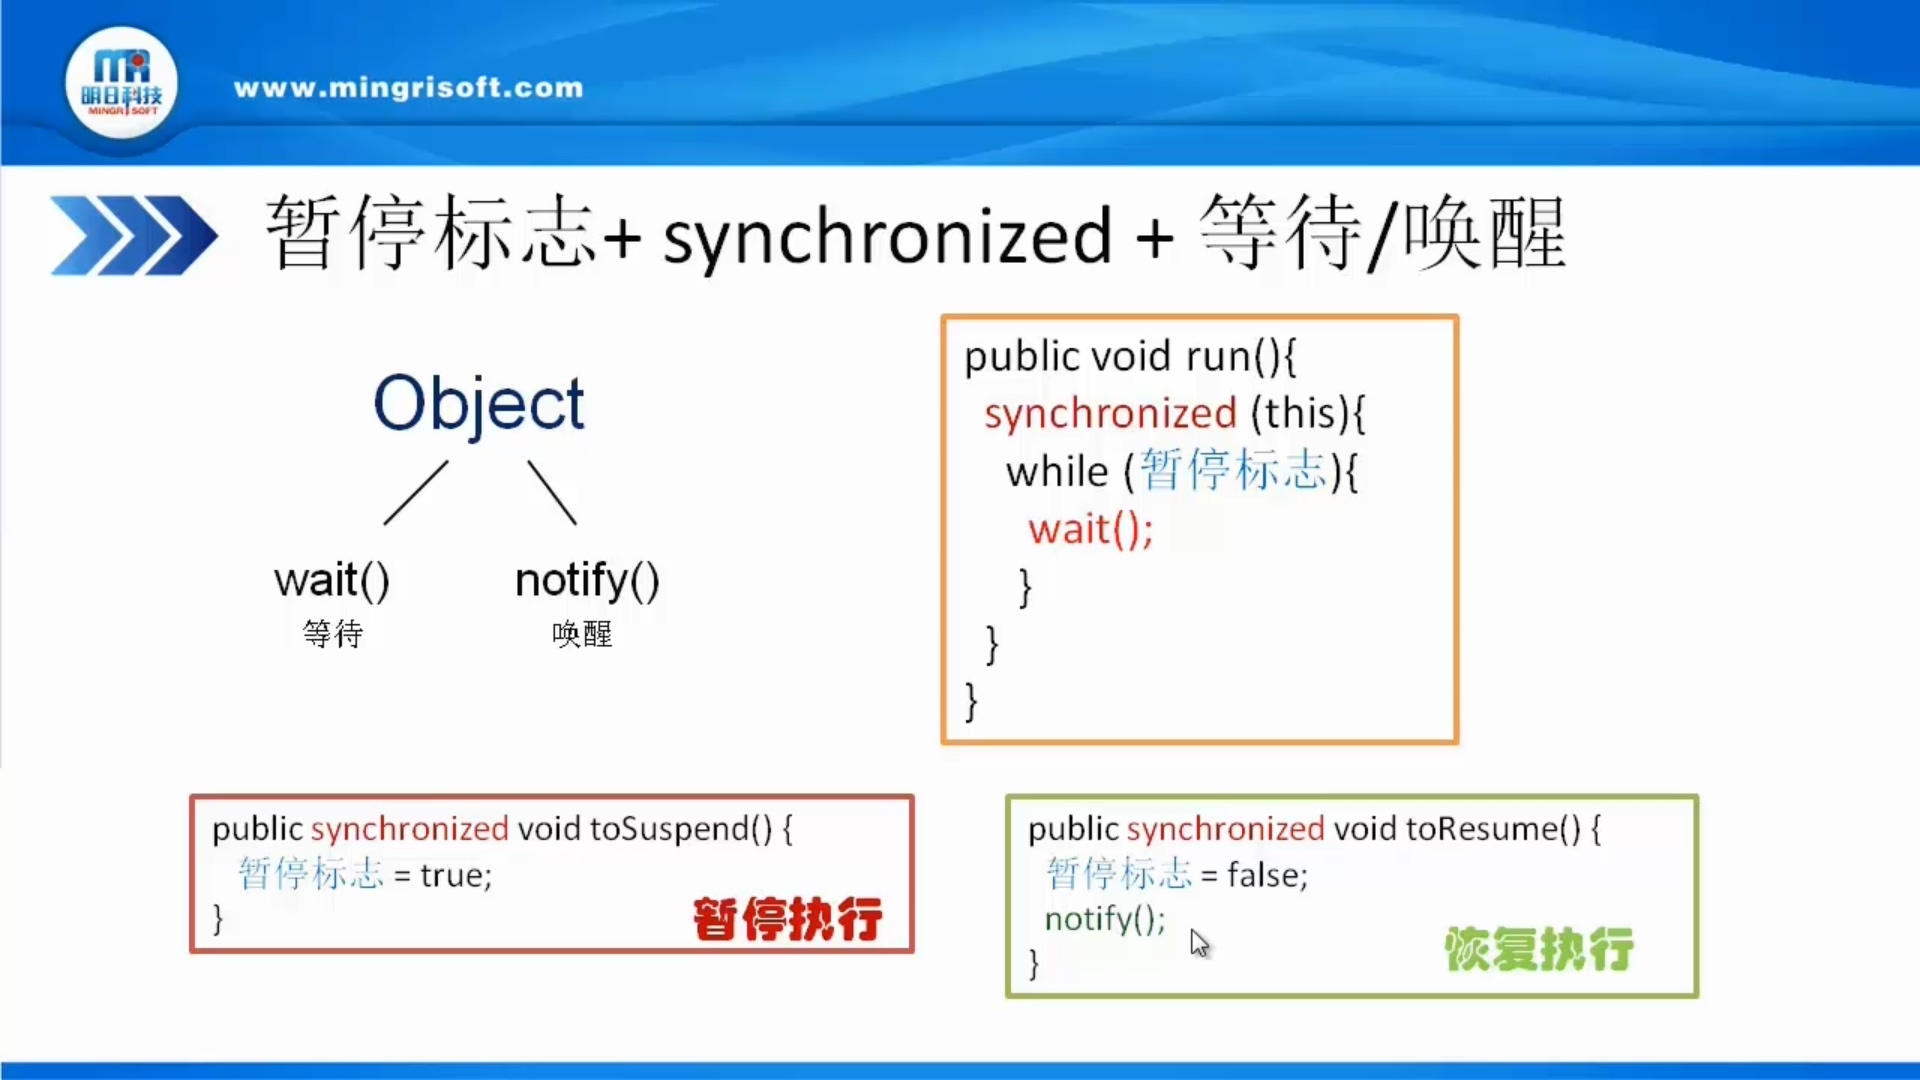 明日科技
MINGRISOFT
www.mingrisoft.com
暂停标志+ synchronized + 等待/唤醒
Object
wait()
等待
notify()
唤醒
public void run(){
synchronized (this){
while (暂停标志){
wait();
}
}
}
public synchronized void toSuspend() {
暂停标志 = true;
}
暂停执行
public synchronized void toResume() {
暂停标志 = false;
notify();
}
恢复执行